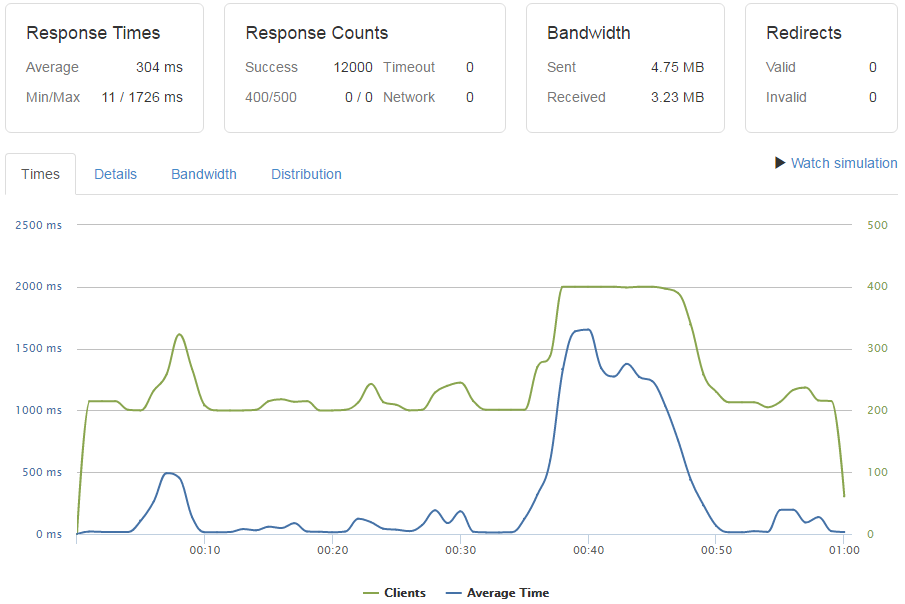 Response Times
Average 304 ms
Min/Max 11 / 1726 ms
Response Counts
Success 12000 Timeout 0
400/500 0 / 0 Network 0
Bandwidth
Sent 4.75 MB
Received 3.23 MB
Redirects
Valid 0
Invalid 0
Times Details Bandwidth Distribution
Watch simulation
2500 ms 500
2000 ms 400
1500 ms 300
1000 ms 200
500 ms 100
0 ms 0
00:10 00:20 00:30 00:40 00:50 01:00
Clients Average Time